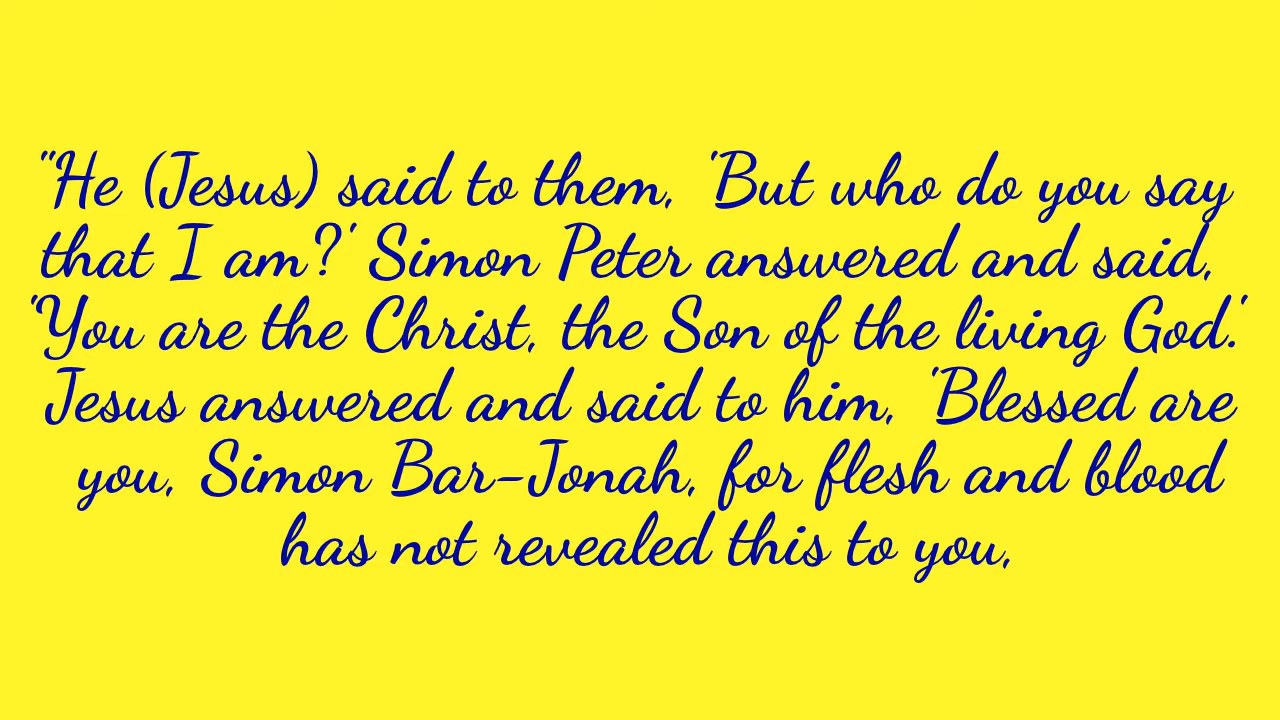 "He (Jesus) said to them, 'But who do you say
that I am?' Simon Peter answered and said,
'You are the Christ, the Son of the living God.'
Jesus answered and said to him, 'Blessed are
you, Simon Bar-Jonah, for flesh and blood
has not revealed this to you,